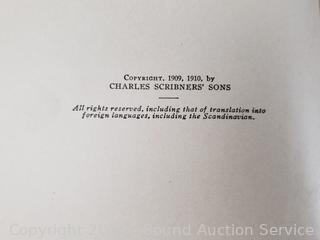 Copyright, 1909, 1910, by
CHARLES SCRIBNERS' SONS
All rights reserved, including that of translation into
foreign languages, including the Scandinavian.
Bound Auction Service